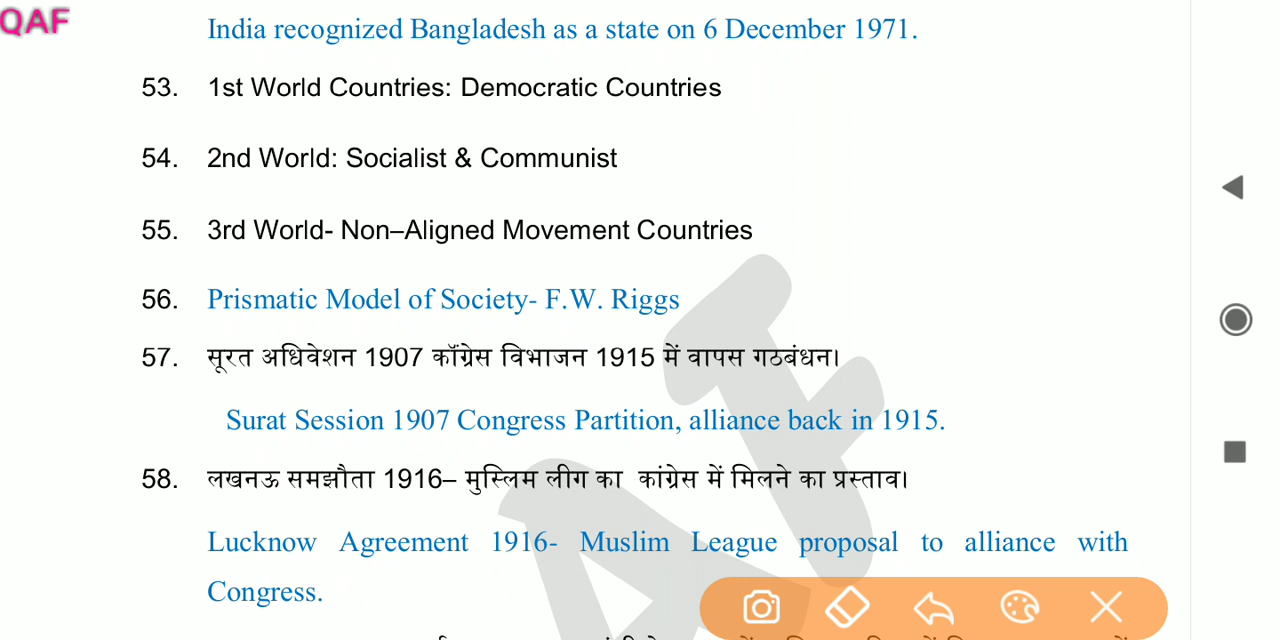 QAF
India recognized Bangladesh as a state on 6 December 1971.
53. 1st World Countries: Democratic Countries
54. 2nd World: Socialist & Communist
55. 3rd World- Non–Aligned Movement Countries
56. Prismatic Model of Society- F.W. Riggs
57. सूरत अधिवेशन 1907 कॉंग्रेस विभाजन 1915 में वापस गठबंधन।
Surat Session 1907 Congress Partition, alliance back in 1915.
58. लखनऊ समझौता 1916– मुस्लिम लीग का कांग्रेस में मिलने का प्रस्ताव।
Lucknow Agreement 1916- Muslim League proposal to alliance with
Congress.